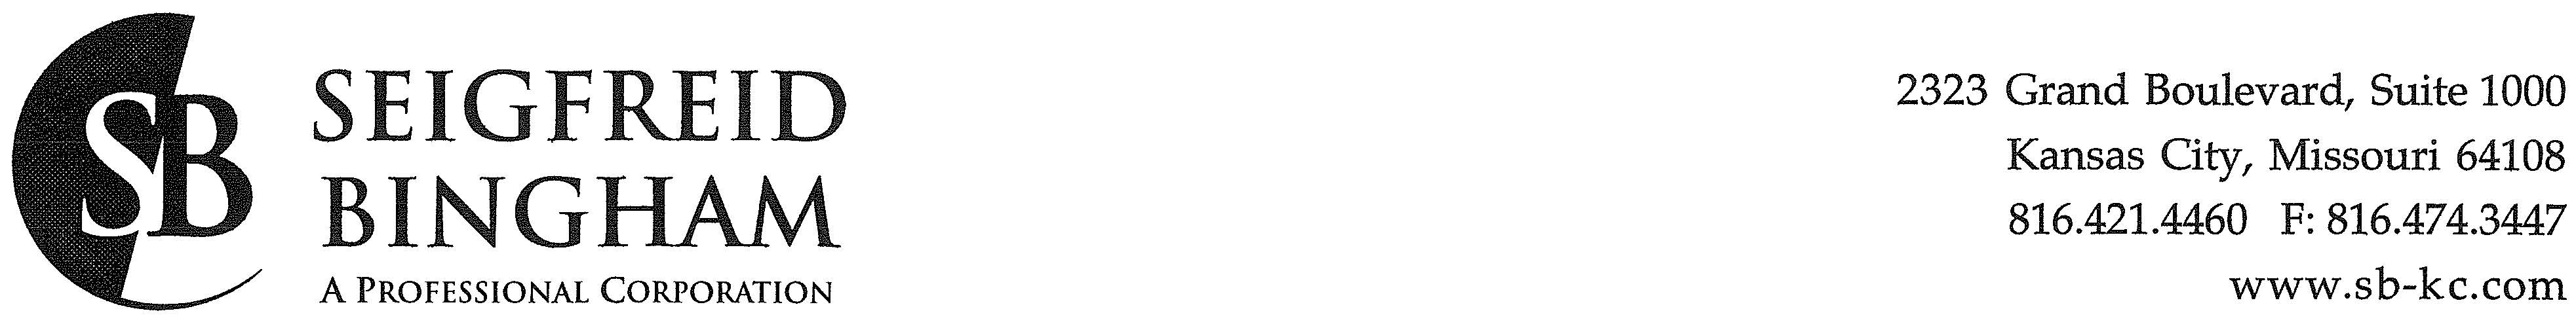 SB
SEIGFREID
BINGHAM
A PROFESSIONAL CORPORATION
2323 Grand Boulevard, Suite 1000
Kansas City, Missouri 64108
816.421.4460 F: 816.474.3447
www.sb-kc.com